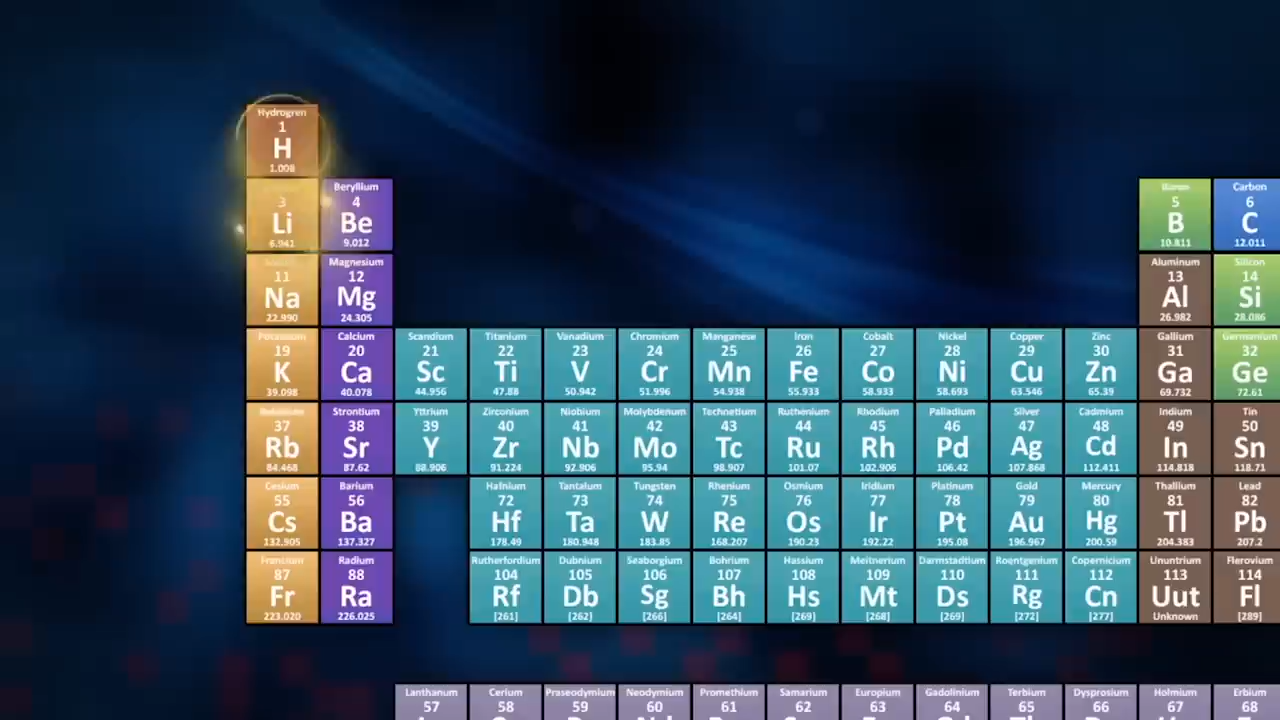 Hydrogren
1
H
1.008
3
Li
6.941
Beryllium
4
Be
9.012
Boron
5
B
10.811
Carbon
6
C
12.011
11
Na
22.990
Magnesium
12
Mg
24.305
Aluminum
13
Al
26.982
Silicon
14
Si
28.086
Potassium
19
K
39.098
Calcium
20
Ca
40.078
Scandium
21
Sc
44.956
Titanium
22
Ti
47.88
Vanadium
23
V
50.942
Chromium
24
Cr
51.996
Manganese
25
Mn
54.938
Iron
26
Fe
55.933
Cobalt
27
Co
58.933
Nickel
28
Ni
58.693
Copper
29
Cu
63.546
Zinc
30
Zn
65.39
Gallium
31
Ga
69.732
Germanium
32
Ge
72.61
Rubidium
37
Rb
84.468
Strontium
38
Sr
87.62
Yttrium
39
Y
88.906
Zirconium
40
Zr
91.224
Niobium
41
Nb
92.906
Molybdenum
42
Mo
95.94
Technetium
43
Tc
98.907
Ruthenium
44
Ru
101.07
Rhodium
45
Rh
102.906
Palladium
46
Pd
106.42
Silver
47
Ag
107.868
Cadmium
48
Cd
112.411
Indium
49
In
114.818
Tin
50
Sn
118.71
Cesium
55
Cs
132.905
Barium
56
Ba
137.327
Hafnium
72
Hf
178.49
Tantalum
73
Ta
180.948
Tungsten
74
W
183.85
Rhenium
75
Re
168.207
Osmium
76
Os
190.23
Iridium
77
Ir
192.22
Platinum
78
Pt
195.08
Gold
79
Au
196.967
Mercury
80
Hg
200.59
Thallium
81
Tl
204.383
Lead
82
Pb
207.2
Francium
87
Fr
223.020
Radium
88
Ra
226.025
Rutherfordium
104
Rf
[261]
Dubnium
105
Db
[262]
Seaborgium
106
Sg
[266]
Bohrium
107
Bh
[264]
Hassium
108
Hs
[269]
Meitnerium
109
Mt
[268]
Darmstadtium
110
Ds
[269]
Roentgenium
111
Rg
[272]
Copernicium
112
Cn
[277]
Ununtrium
113
Uut
Unknown
Flerovium
114
Fl
[289]
Lanthanum
57
Cerium
58
Praseodymium
59
Neodymium
60
Promethium
61
Samarium
62
Europium
63
Gadolinium
64
Terbium
65
Dysprosium
66
Holmium
67
Erbium
68